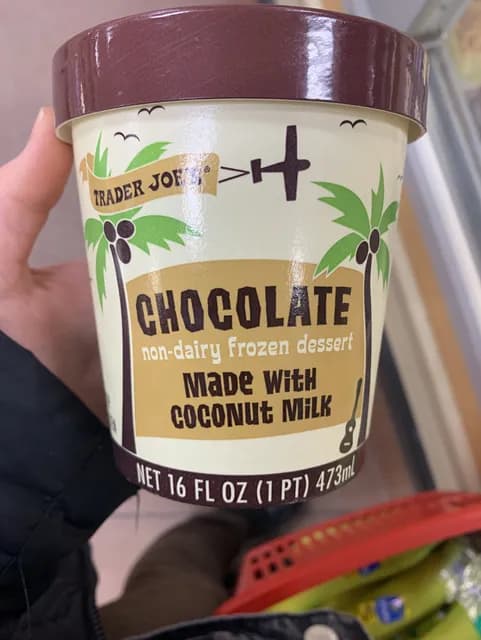 TRADER JOE'S®
CHOCOLATE
non-dairy frozen dessert
MaDe WitH
COCONUt MiLK
NET 16 FL OZ (1 PT) 473mL